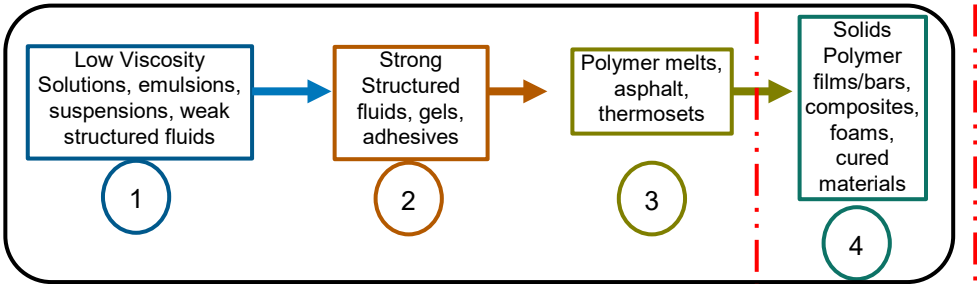 Low Viscosity
Solutions, emulsions,
suspensions, weak
structured fluids
1
Strong
Structured
fluids, gels,
adhesives
2
Polymer melts,
asphalt,
thermosets
3
Solids
Polymer
films/bars,
composites,
foams,
cured
materials
4